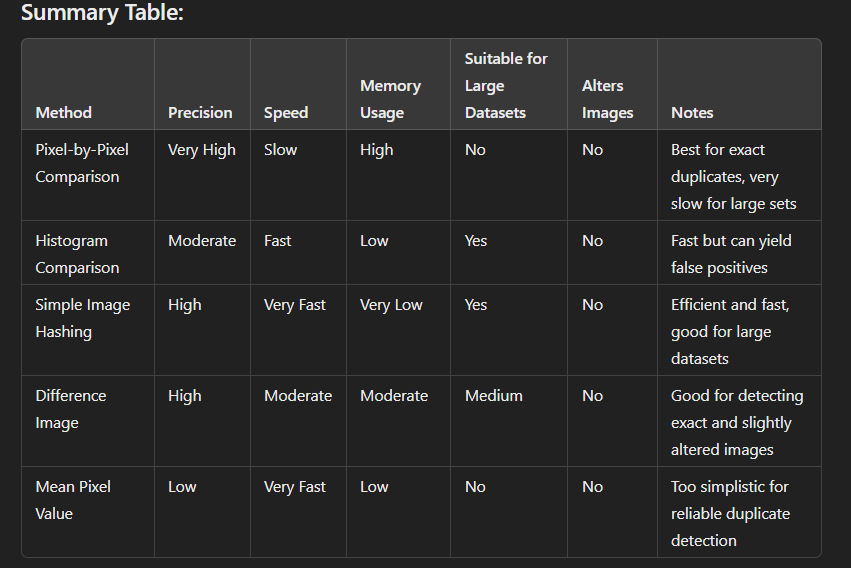 Summary Table:
Method Precision Speed Memory Usage Suitable for Large Datasets Alters Images Notes
Pixel-by-Pixel Comparison Very High Slow High No No Best for exact duplicates, very slow for large sets
Histogram Comparison Moderate Fast Low Yes No Fast but can yield false positives
Simple Image Hashing High Very Fast Very Low Yes No Efficient and fast, good for large datasets
Difference Image High Moderate Moderate Medium No Good for detecting exact and slightly altered images
Mean Pixel Value Low Very Fast Low No No Too simplistic for reliable duplicate detection